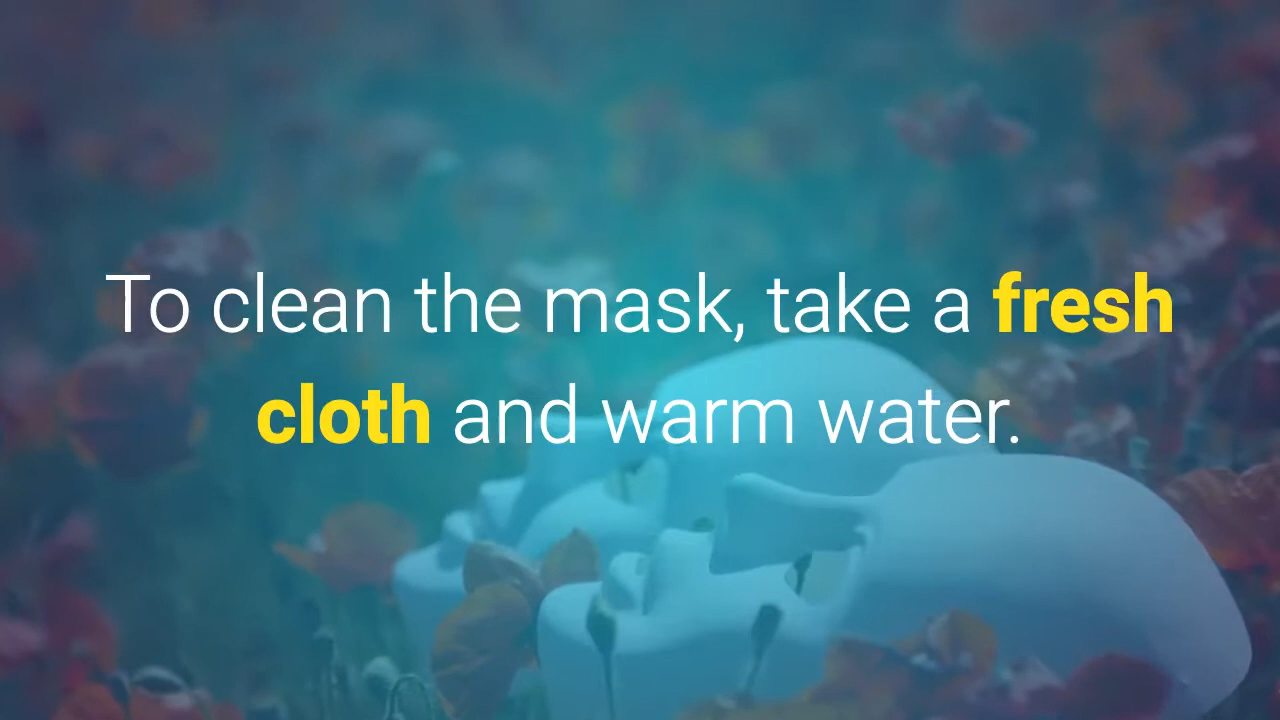 To clean the mask, take a fresh
cloth and warm water.